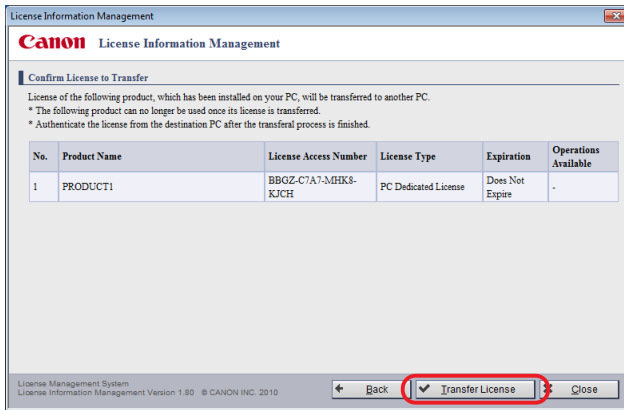 License Information Management
Canon License Information Management
Confirm License to Transfer
License of the following product, which has been installed on your PC, will be transferred to another PC.
* The following product can no longer be used once its license is transferred.
* Authenticate the license from the destination PC after the transferal process is finished.
No. Product Name License Access Number License Type Expiration Operations Available
1 PRODUCT1 BBGZ-C7A7-MHK8-KJCH PC Dedicated License Does Not Expire -
License Management System
License Information Management Version 1.80 © CANON INC. 2010
Back Transfer License Close